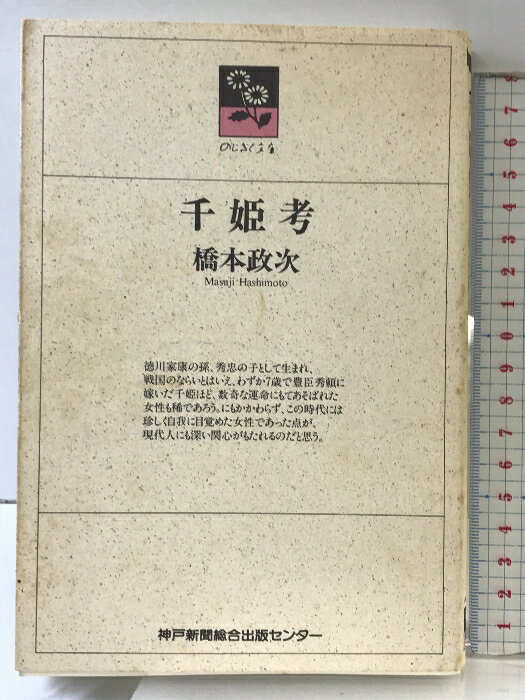 のじぎく文庫
千姫考
橋本政次
Masaji Hashimoto
徳川家康の孫、秀忠の子として生まれ、
戦国のならいとはいえ、わずか7歳で豊臣秀頼に
嫁いだ千姫ほど、数奇な運命にもてあそばれた
女性も稀であろう。にもかかわらず、この時代には
珍しく自我に目覚めた女性であった点が、
現代人にも深い関心がもたれるのだと思う。
神戸新聞総合出版センター